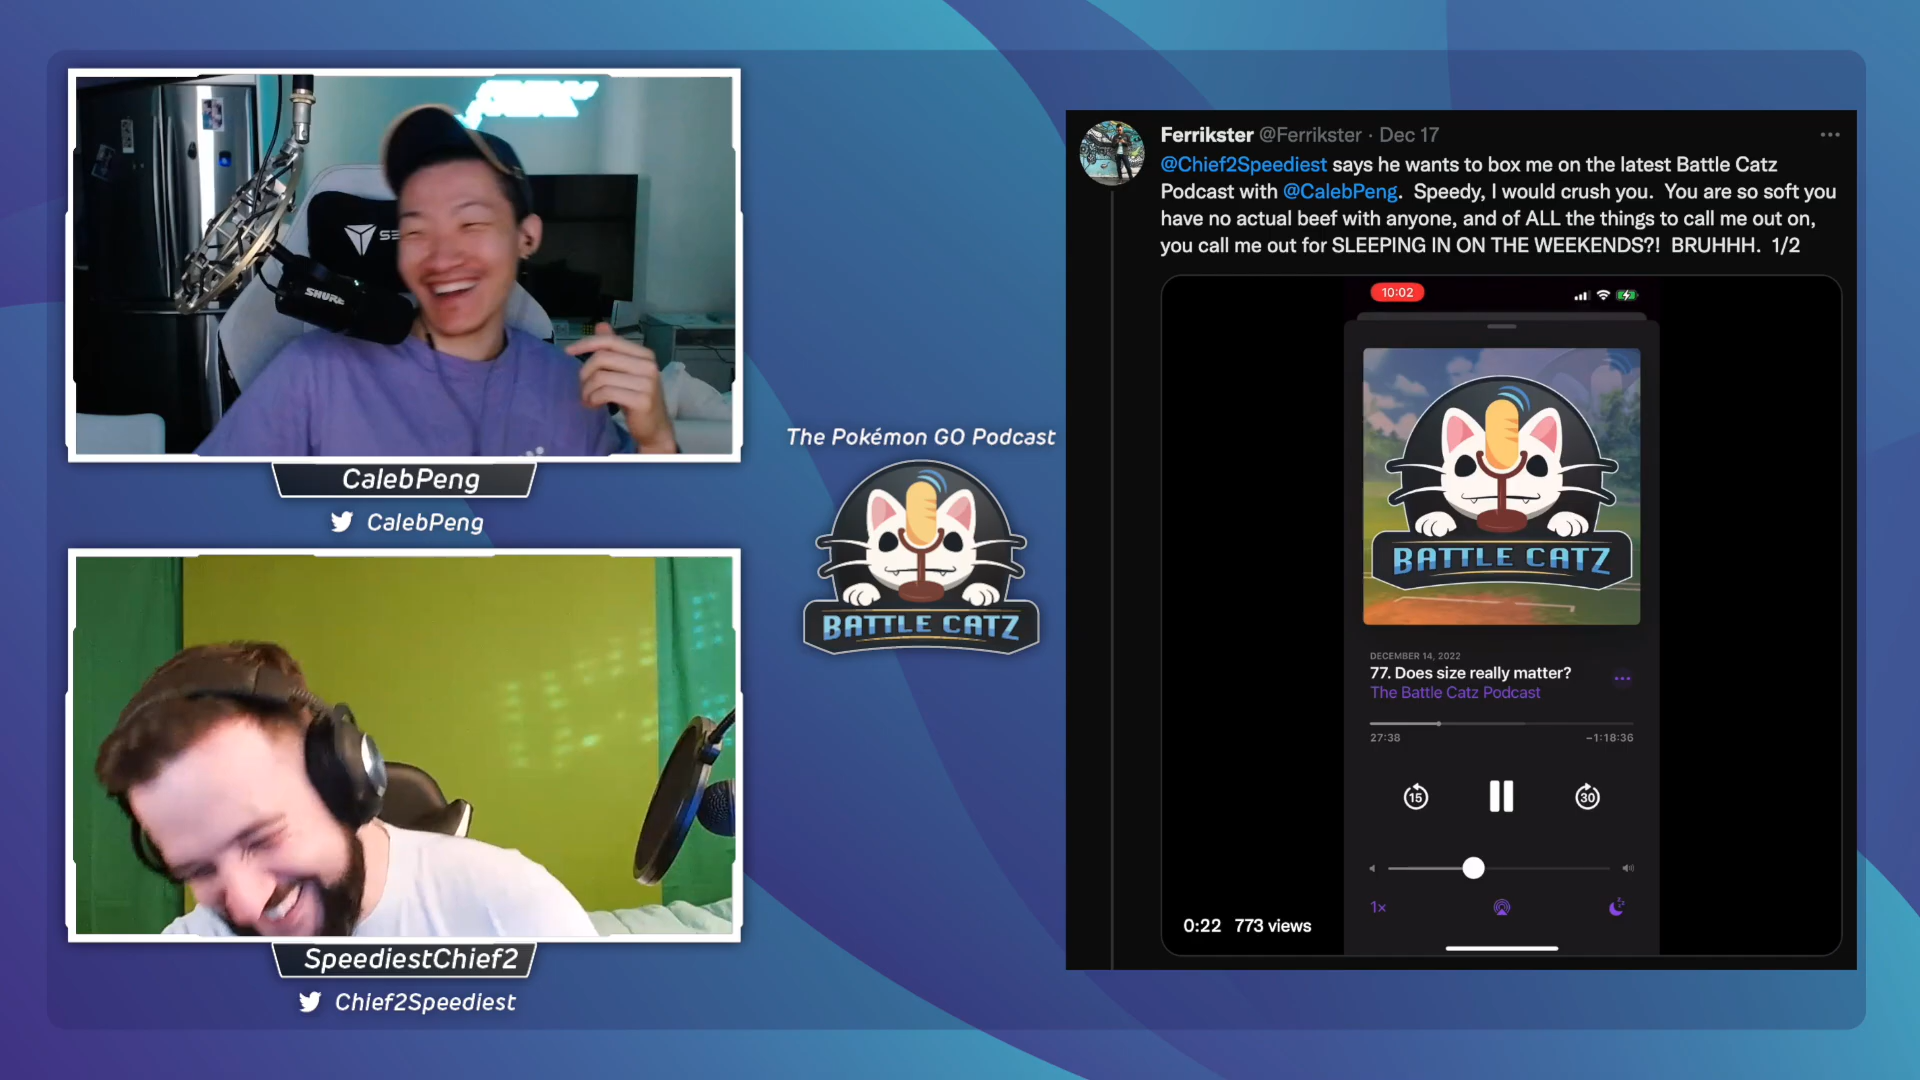 SHURE
CalebPeng
CalebPeng
SpeediestChief2
Chief2Speediest
The Pokémon GO Podcast
BATTLE CATZ
Ferrikster @Ferrikster · Dec 17
@Chief2Speediest says he wants to box me on the latest Battle Catz
Podcast with @CalebPeng. Speedy, I would crush you. You are so soft you
have no actual beef with anyone, and of ALL the things to call me out on,
you call me out for SLEEPING IN ON THE WEEKENDS?! BRUHHH. 1/2
10:02
BATTLE CATZ
DECEMBER 14, 2022
77. Does size really matter?
The Battle Catz Podcast
27:38
-1:18:36
15
30
1×
0:22 773 views